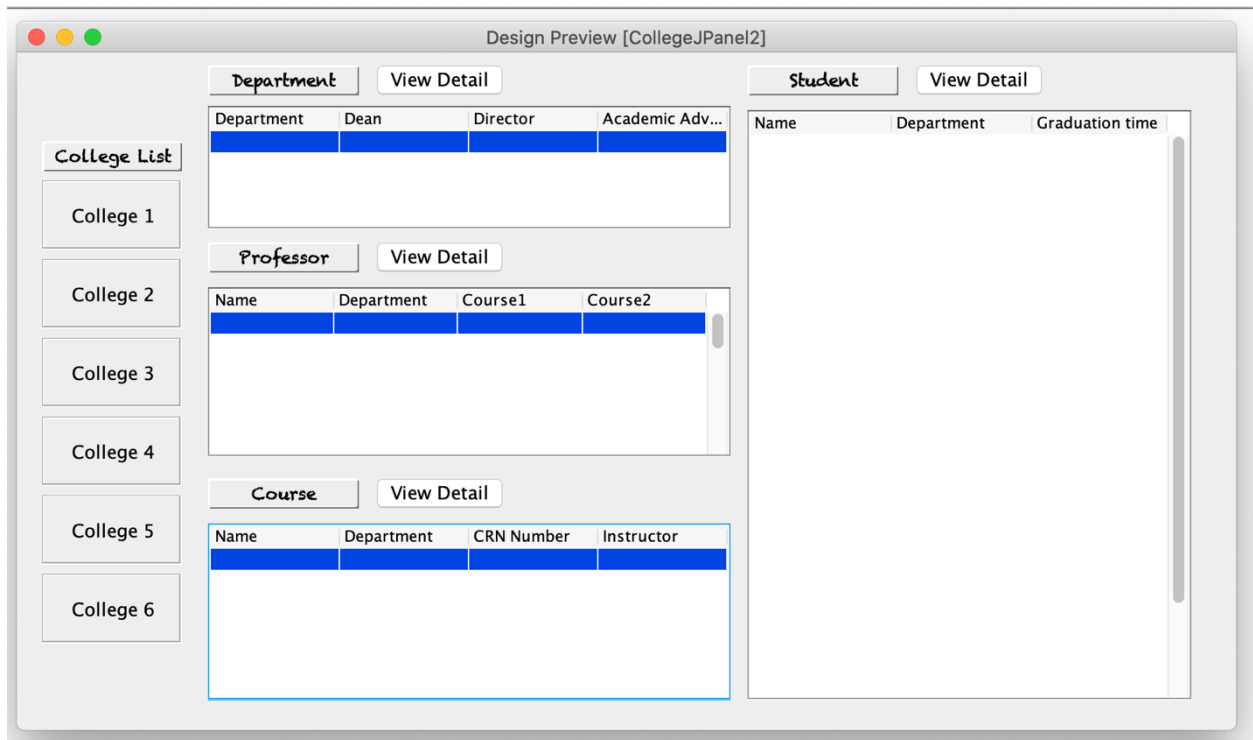 Design Preview [CollegeJPanel2]
College List
College 1
College 2
College 3
College 4
College 5
College 6
Department View Detail
Department Dean Director Academic Adv...
Professor View Detail
Name Department Course1 Course2
Course View Detail
Name Department CRN Number Instructor
Student View Detail
Name Department Graduation time